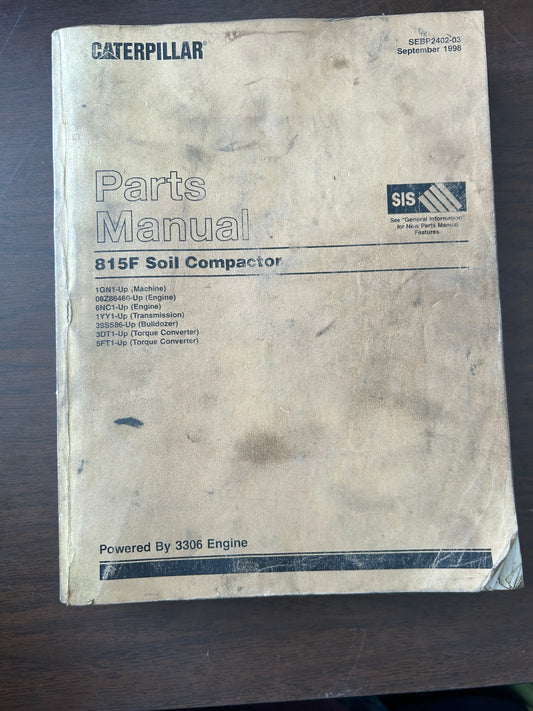 CATERPILLAR®
SEBP2402-03
September 1998
Parts
Manual
SIS
See "General Information"
for New Parts Manual
Features.
815F Soil Compactor
1GN1-Up (Machine)
08Z86460-Up (Engine)
6NC1-Up (Engine)
1YY1-Up (Transmission)
39S586-Up (Bulldozer)
3DT1-Up (Torque Converter)
5FT1-Up (Torque Converter)
Powered By 3306 Engine